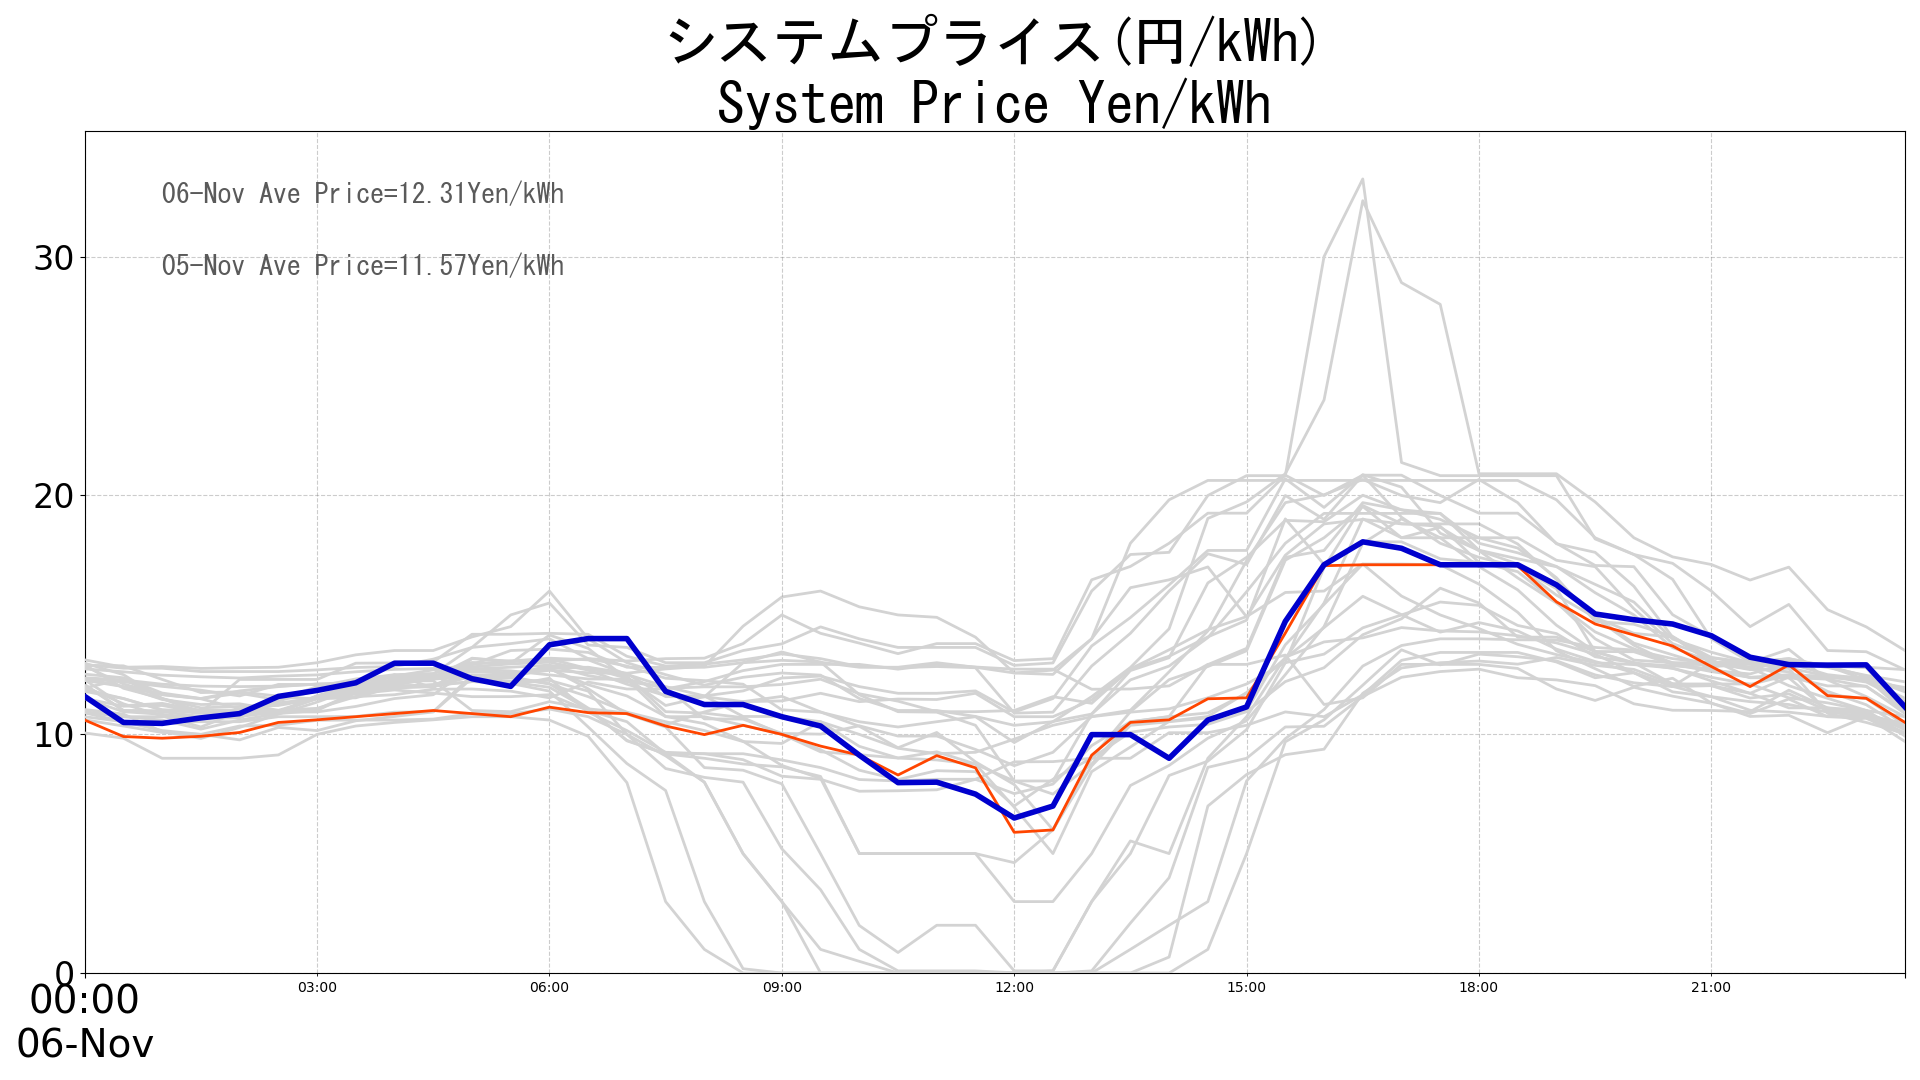 システムプライス(円/kWh)
System Price Yen/kWh
06-Nov Ave Price=12.31Yen/kWh
05-Nov Ave Price=11.57Yen/kWh
30
20
10
0
00:00 03:00 06:00 09:00 12:00 15:00 18:00 21:00
06-Nov